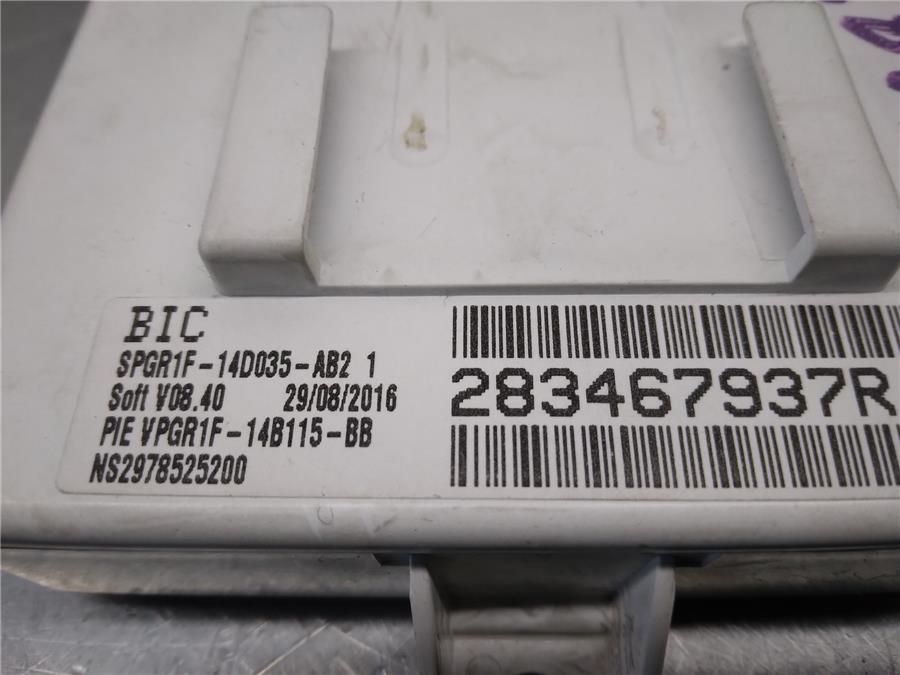 BIC
SPGR1F-14D035-AB2 1
Soft V08.40 29/08/2016
PIE VPGR1F-14B115-BB
NS2978525200
283467937R